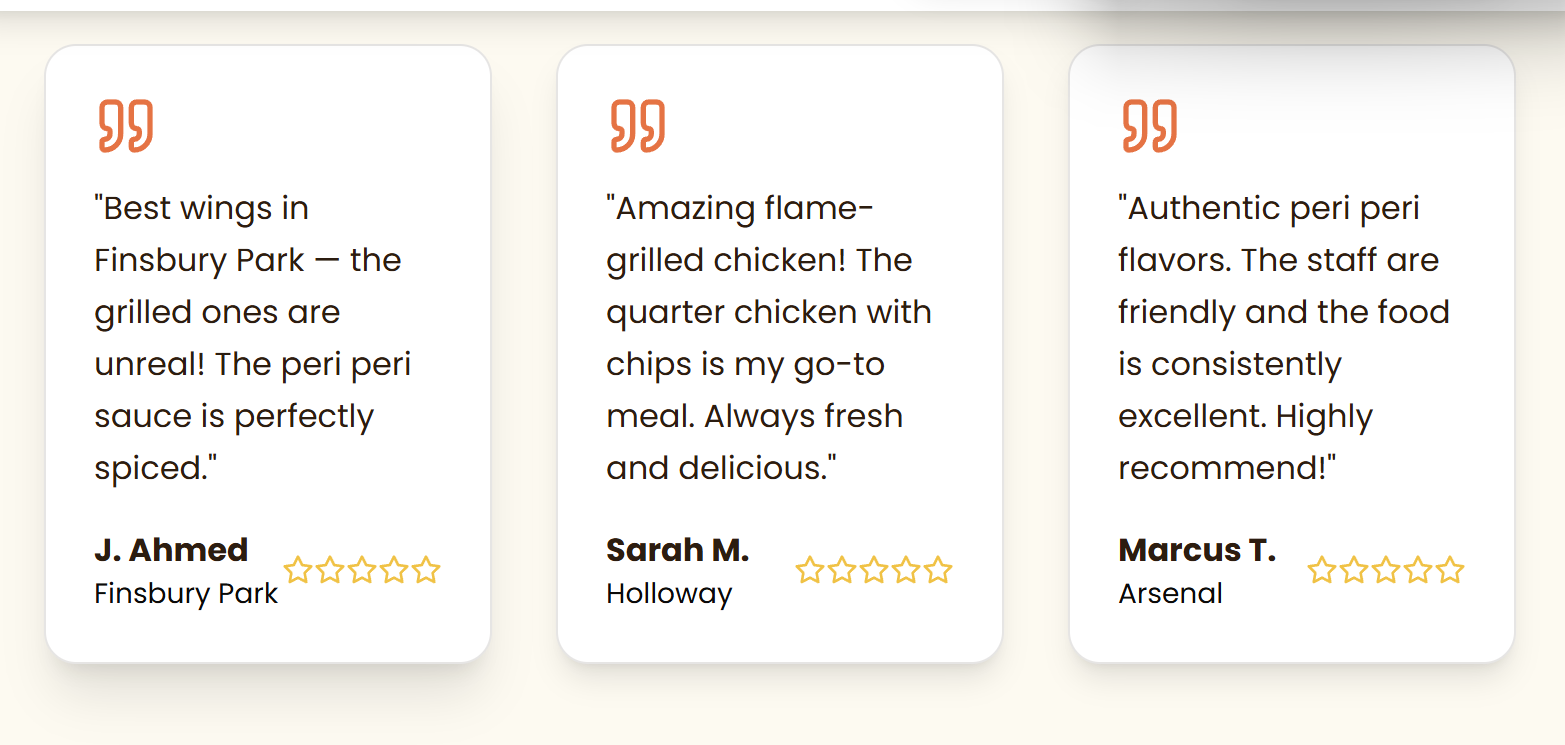 "Best wings in
Finsbury Park — the
grilled ones are
unreal! The peri peri
sauce is perfectly
spiced."
J. Ahmed
Finsbury Park
"Amazing flame-
grilled chicken! The
quarter chicken with
chips is my go-to
meal. Always fresh
and delicious."
Sarah M.
Holloway
"Authentic peri peri
flavors. The staff are
friendly and the food
is consistently
excellent. Highly
recommend!"
Marcus T.
Arsenal